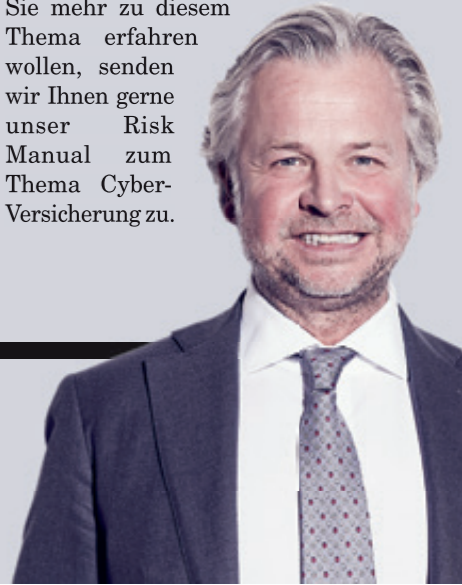 Sie mehr zu diesem
Thema erfahren
wollen, senden
wir Ihnen gerne
unser Risk
Manual zum
Thema Cyber-
Versicherung zu.